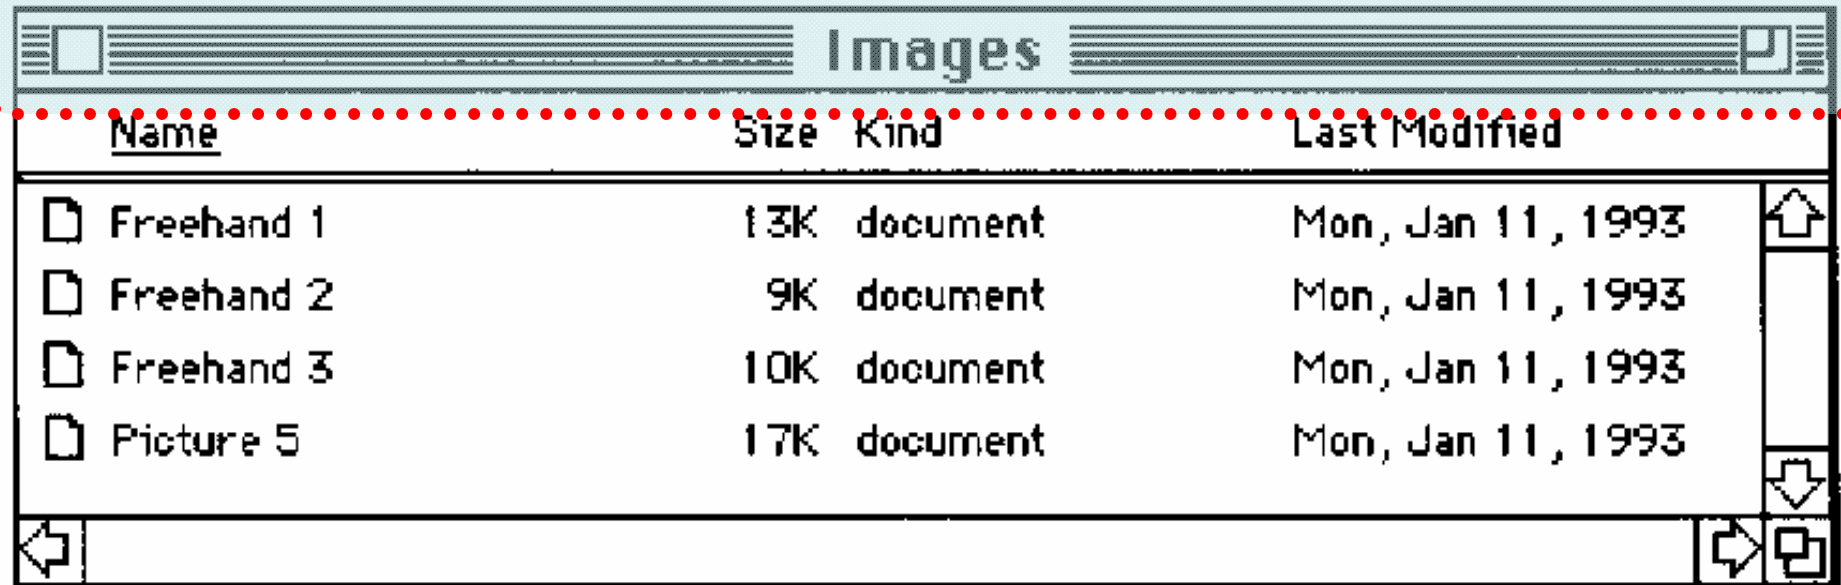 Images
Name Size Kind Last Modified
Freehand 1 13K document Mon, Jan 11, 1993
Freehand 2 9K document Mon, Jan 11, 1993
Freehand 3 10K document Mon, Jan 11, 1993
Picture 5 17K document Mon, Jan 11, 1993